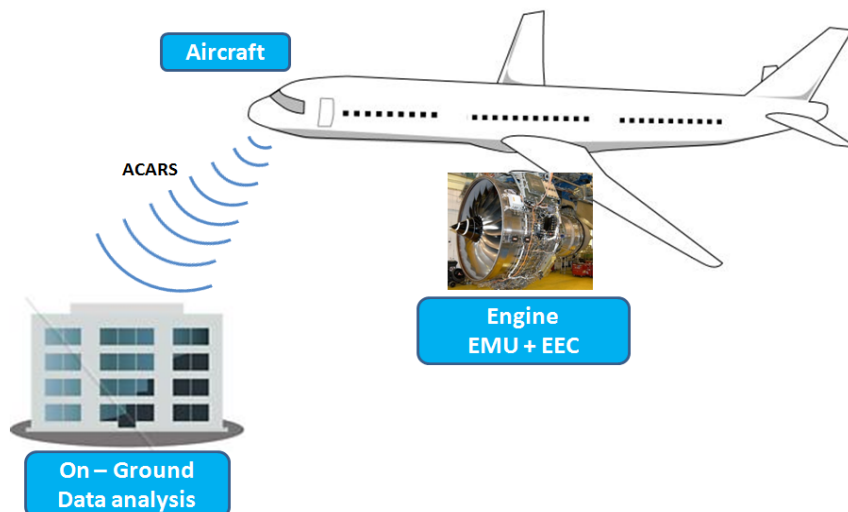 Aircraft
ACARS
Engine
EMU + EEC
On – Ground
Data analysis